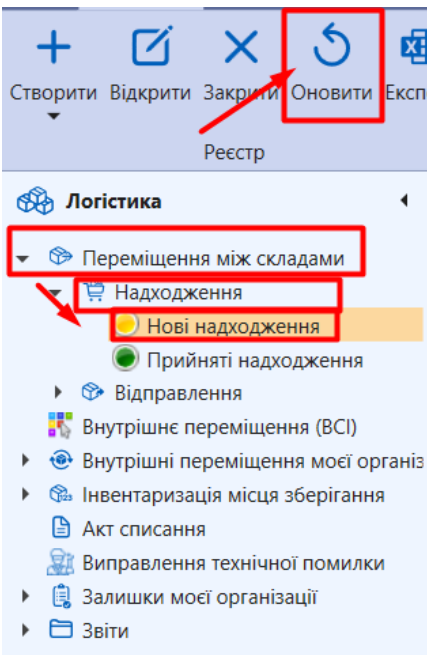 Створити Відкрити Закрити Оновити Експ
Реєстр
Логістика
Переміщення між складами
Надходження
Нові надходження
Прийняті надходження
Відправлення
Внутрішнє переміщення (ВСІ)
Внутрішні переміщення моєї організ
Інвентаризація місця зберігання
Акт списання
Виправлення технічної помилки
Залишки моєї організації
Звіти